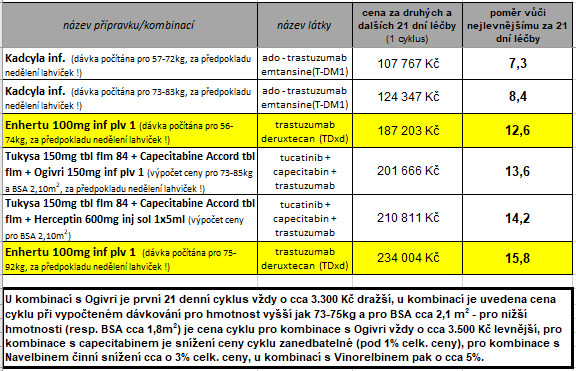 název přípravku/kombinací
název látky
cena za druhých a
dalších 21 dní léčby
(1 cyklus)
poměr vůči
nejlevnějšímu za 21
dní léčby
Kadcyla inf. (dávka počítána pro 57-72kg, za předpokladu
nedělení lahviček !)
ado - trastuzumab
emtansine(T-DM1)
107 767 Kč
7,3
Kadcyla inf. (dávka počítána pro 73-83kg, za předpokladu
nedělení lahviček !)
ado - trastuzumab
emtansine(T-DM1)
124 347 Kč
8,4
Enhertu 100mg inf plv 1 (dávka počítána pro 56-
74kg, za předpokladu nedělení lahviček !)
trastuzumab
deruxtecan (TDxd)
187 203 Kč
12,6
Tukysa 150mg tbl flm 84 + Capecitabine Accord tbl
flm + Ogivri 150mg inf plv 1 (výpočet ceny pro 73-85kg
a BSA 2,10m², za předpokladu nedělení lahviček !)
tucatinib +
capecitabin +
trastuzumab
201 666 Kč
13,6
Tukysa 150mg tbl flm 84 + Capecitabine Accord tbl
flm + Herceptin 600mg inj sol 1x5ml (výpočet ceny
pro BSA 2,10m²)
tucatinib +
capecitabin +
trastuzumab
210 811 Kč
14,2
Enhertu 100mg inf plv 1 (dávka počítána pro 75-
92kg, za předpokladu nedělení lahviček !)
trastuzumab
deruxtecan (TDxd)
234 004 Kč
15,8
U kombinací s Ogivri je první 21 denní cyklus vždy o cca 3.300 Kč dražší, u kombinací je uvedena cena
cyklu při vypočteném dávkování pro hmotnost vyšší jak 73-75kg a pro BSA cca 2,1 m² - pro nižší
hmotnosti (resp. BSA cca 1,8m²) je cena cyklu pro kombinace s Ogivri vždy o cca 3.500 Kč levnější, pro
kombinace s capecitabinem je snížení ceny cyklu zanedbatelné (pod 1% celk. ceny), pro kombinace s
Navelbinem činní snížení cca o 3% celk. ceny, u kombinací s Vinorelbinem pak o cca 5%.